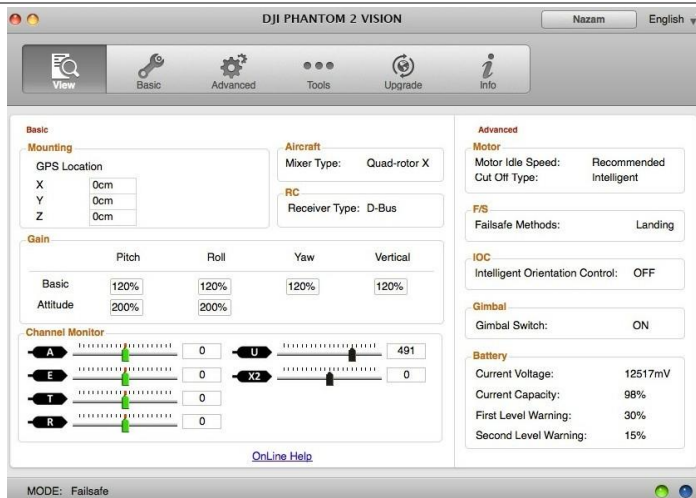 DJI PHANTOM 2 VISION
Nazam
English
View
Basic
Advanced
Tools
Upgrade
Info
Basic
Mounting
GPS Location
X 0cm
Y 0cm
Z 0cm
Aircraft
Mixer Type: Quad-rotor X
RC
Receiver Type: D-Bus
Gain
Pitch Roll Yaw Vertical
Basic 120% 120% 120% 120%
Attitude 200% 200%
Channel Monitor
A 0 U 491
E 0 X2 0
T 0
R 0
OnLine Help
Advanced
Motor
Motor Idle Speed: Recommended
Cut Off Type: Intelligent
F/S
Failsafe Methods: Landing
IOC
Intelligent Orientation Control: OFF
Gimbal
Gimbal Switch: ON
Battery
Current Voltage: 12517mV
Current Capacity: 98%
First Level Warning: 30%
Second Level Warning: 15%
MODE: Failsafe